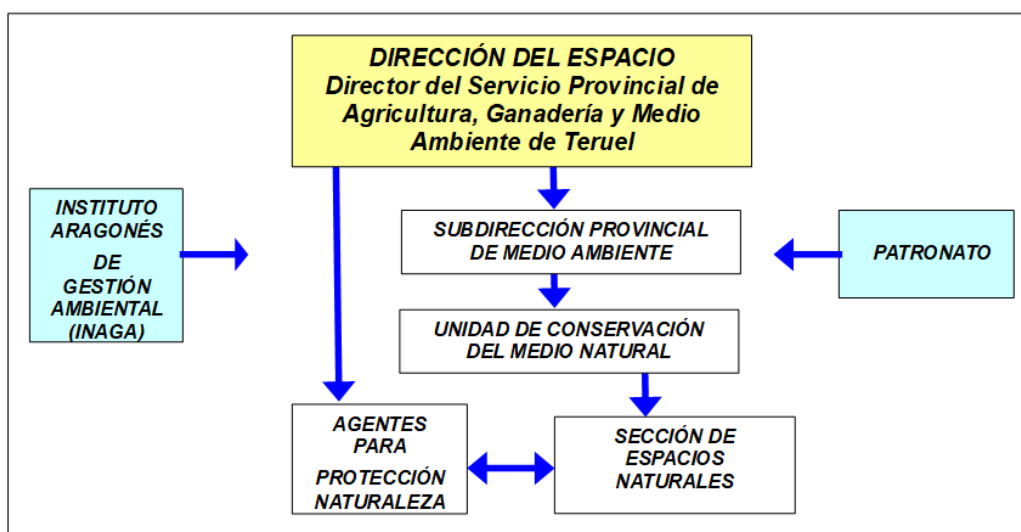 DIRECCIÓN DEL ESPACIO
Director del Servicio Provincial de
Agricultura, Ganadería y Medio
Ambiente de Teruel
INSTITUTO
ARAGONÉS
DE
GESTIÓN
AMBIENTAL
(INAGA)
SUBDIRECCIÓN PROVINCIAL
DE MEDIO AMBIENTE
PATRONATO
UNIDAD DE CONSERVACIÓN
DEL MEDIO NATURAL
AGENTES
PARA
PROTECCIÓN
NATURALEZA
SECCIÓN DE
ESPACIOS
NATURALES